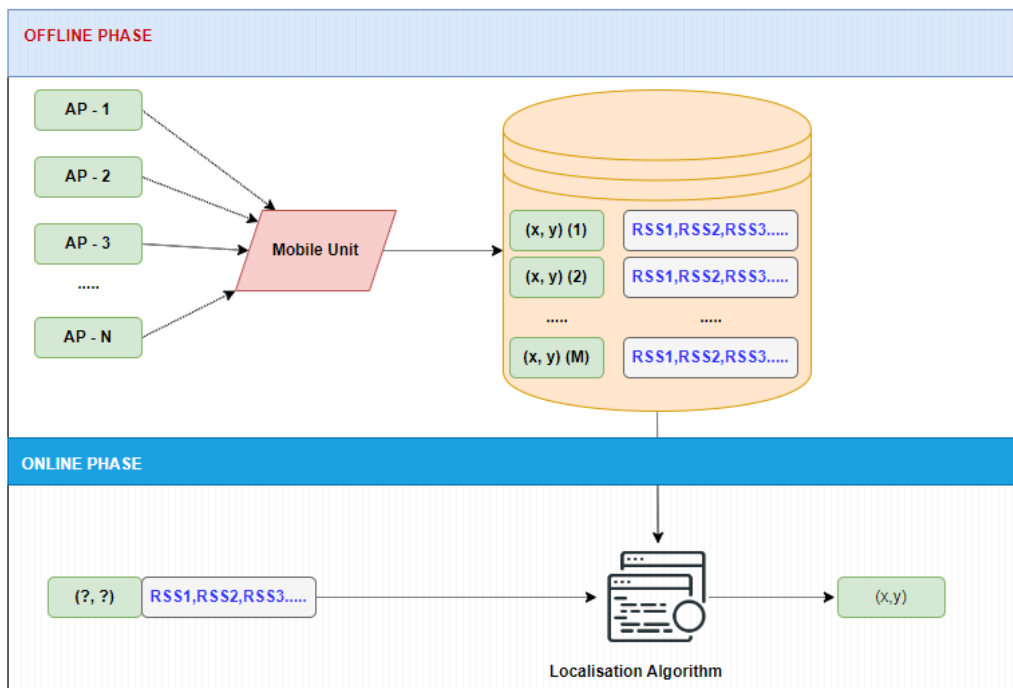 OFFLINE PHASE
AP - 1
AP - 2
AP - 3
.....
AP - N
Mobile Unit
(x, y) (1) RSS1,RSS2,RSS3.....
(x, y) (2) RSS1,RSS2,RSS3.....
..... .....
(x, y) (M) RSS1,RSS2,RSS3.....
ONLINE PHASE
(?, ?) RSS1,RSS2,RSS3.....
(x,y)
Localisation Algorithm